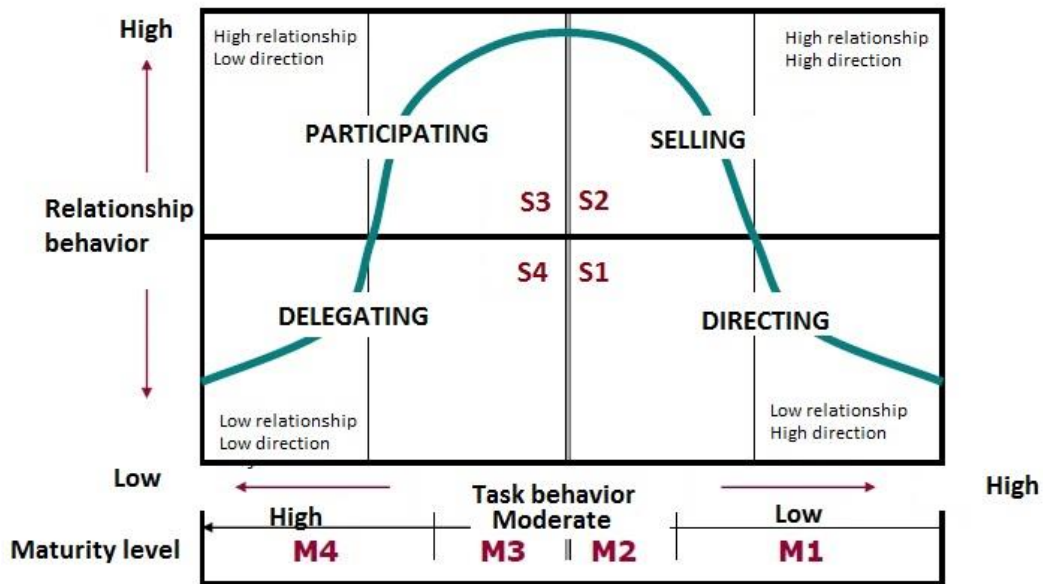 High
High relationship
Low direction
High relationship
High direction
PARTICIPATING
SELLING
Relationship
behavior
S3
S2
S4
S1
DELEGATING
DIRECTING
Low relationship
Low direction
Low relationship
High direction
Low
Task behavior
High
High
Moderate
Low
Maturity level
M4
M3
M2
M1